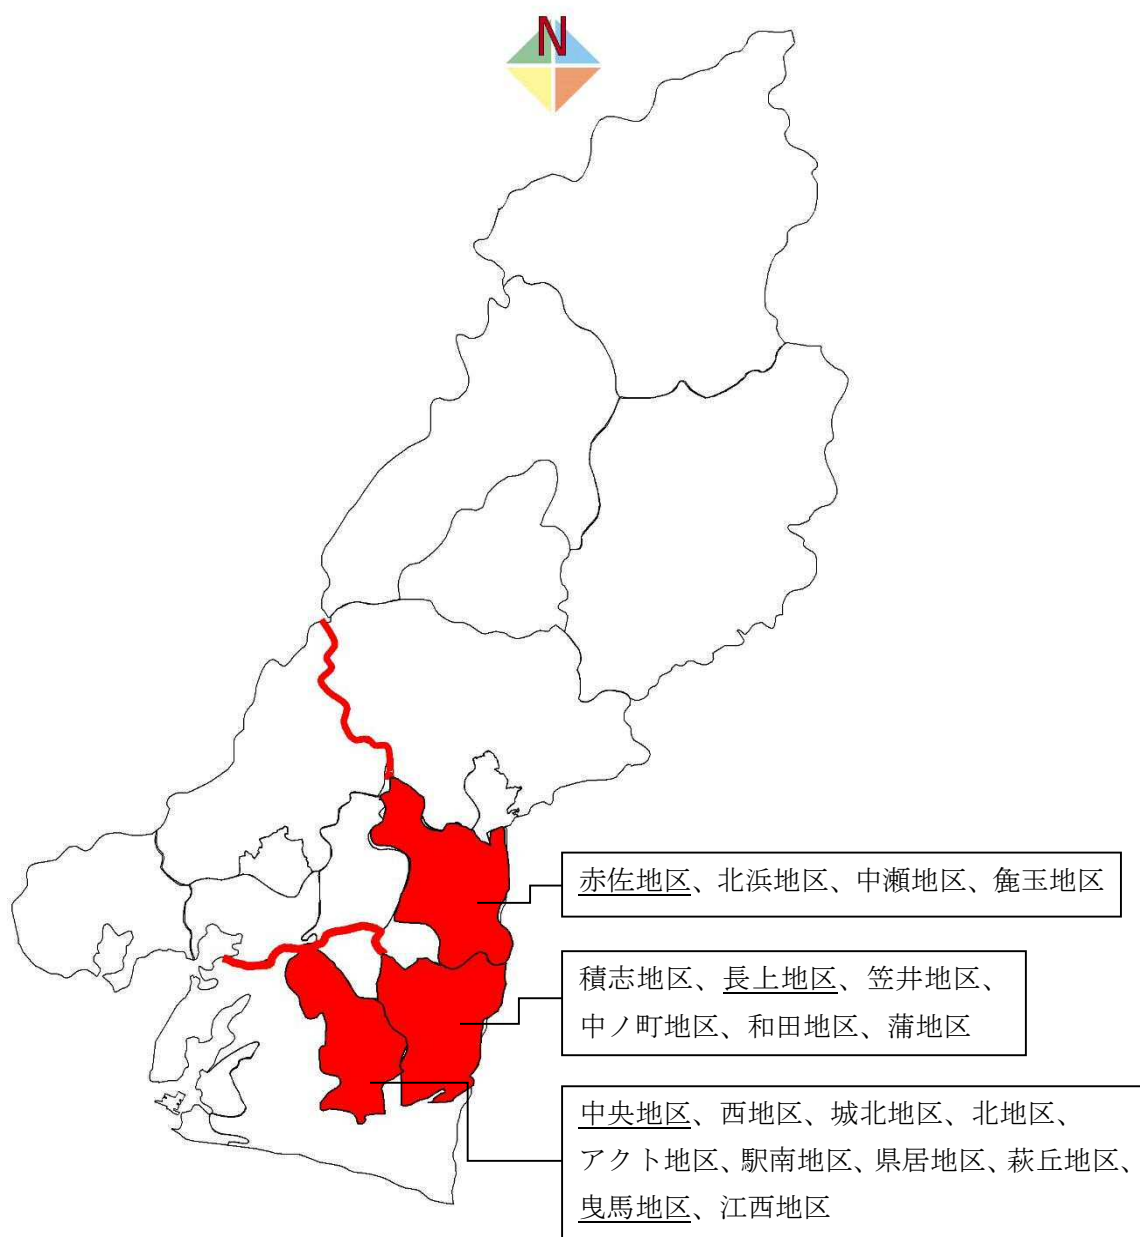 N
赤佐地区、北浜地区、中瀬地区、麁玉地区
積志地区、長上地区、笠井地区、
中ノ町地区、和田地区、蒲地区
中央地区、西地区、城北地区、北地区、
アクト地区、駅南地区、県居地区、萩丘地区、
曳馬地区、江西地区